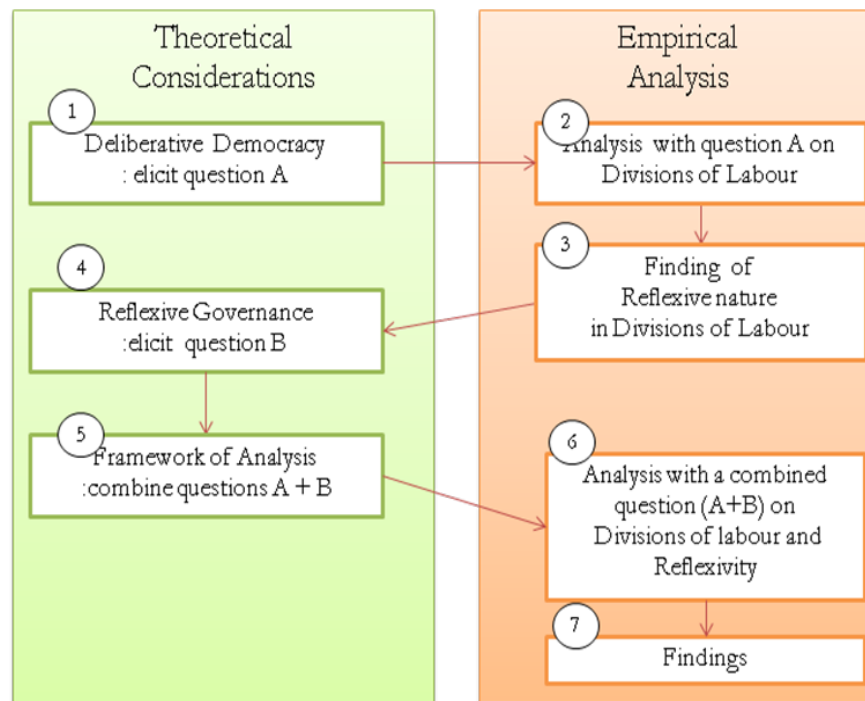 Theoretical
Considerations
1
Deliberative Democracy
: elicit question A
4
Reflexive Governance
:elicit question B
5
Framework of Analysis
:combine questions A + B
Empirical
Analysis
2
Analysis with question A on
Divisions of Labour
3
Finding of
Reflexive nature
in Divisions of Labour
6
Analysis with a combined
question (A+B) on
Divisions of labour and
Reflexivity
7
Findings